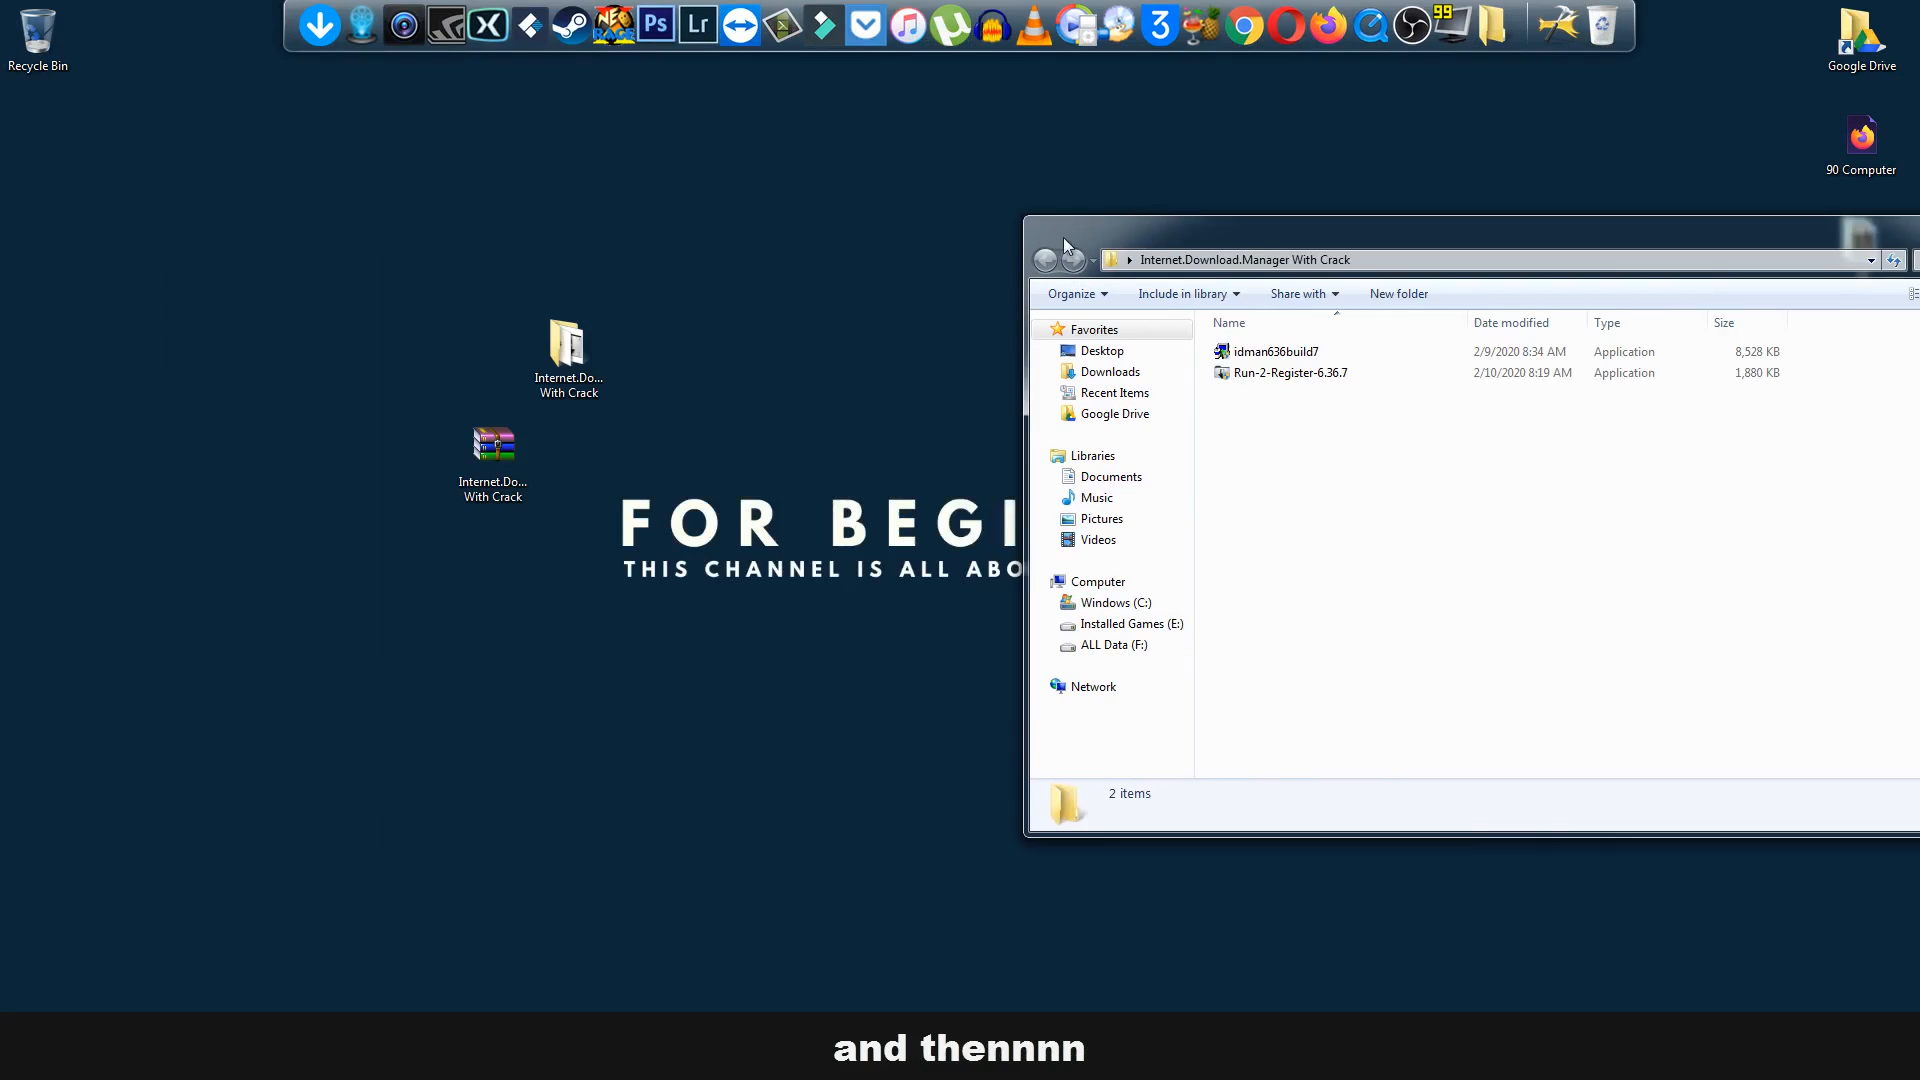 Recycle Bin
Ps
Lr
3
99
Google Drive
90 Computer
Internet.Do...
With Crack
Internet.Do...
With Crack
FOR BEGI
THIS CHANNEL IS ALL ABO
Internet.Download.Manager With Crack
Organize
Include in library
Share with
New folder
Name
Date modified
Type
Size
Favorites
Desktop
Downloads
Recent Items
Google Drive
Libraries
Documents
Music
Pictures
Videos
Computer
Windows (C:)
Installed Games (E:)
ALL Data (F:)
Network
idman636build7 2/9/2020 8:34 AM Application 8,528 KB
Run-2-Register-6.36.7 2/10/2020 8:19 AM Application 1,880 KB
2 items
and thennnn